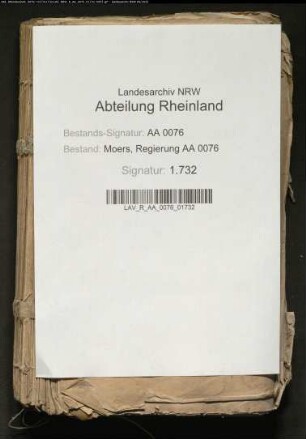 Landesarchiv NRW
Abteilung Rheinland
Bestands-Signatur: AA 0076
Bestand: Moers, Regierung AA 0076
Signatur: 1.732
LAV_R_AA_0076_01732